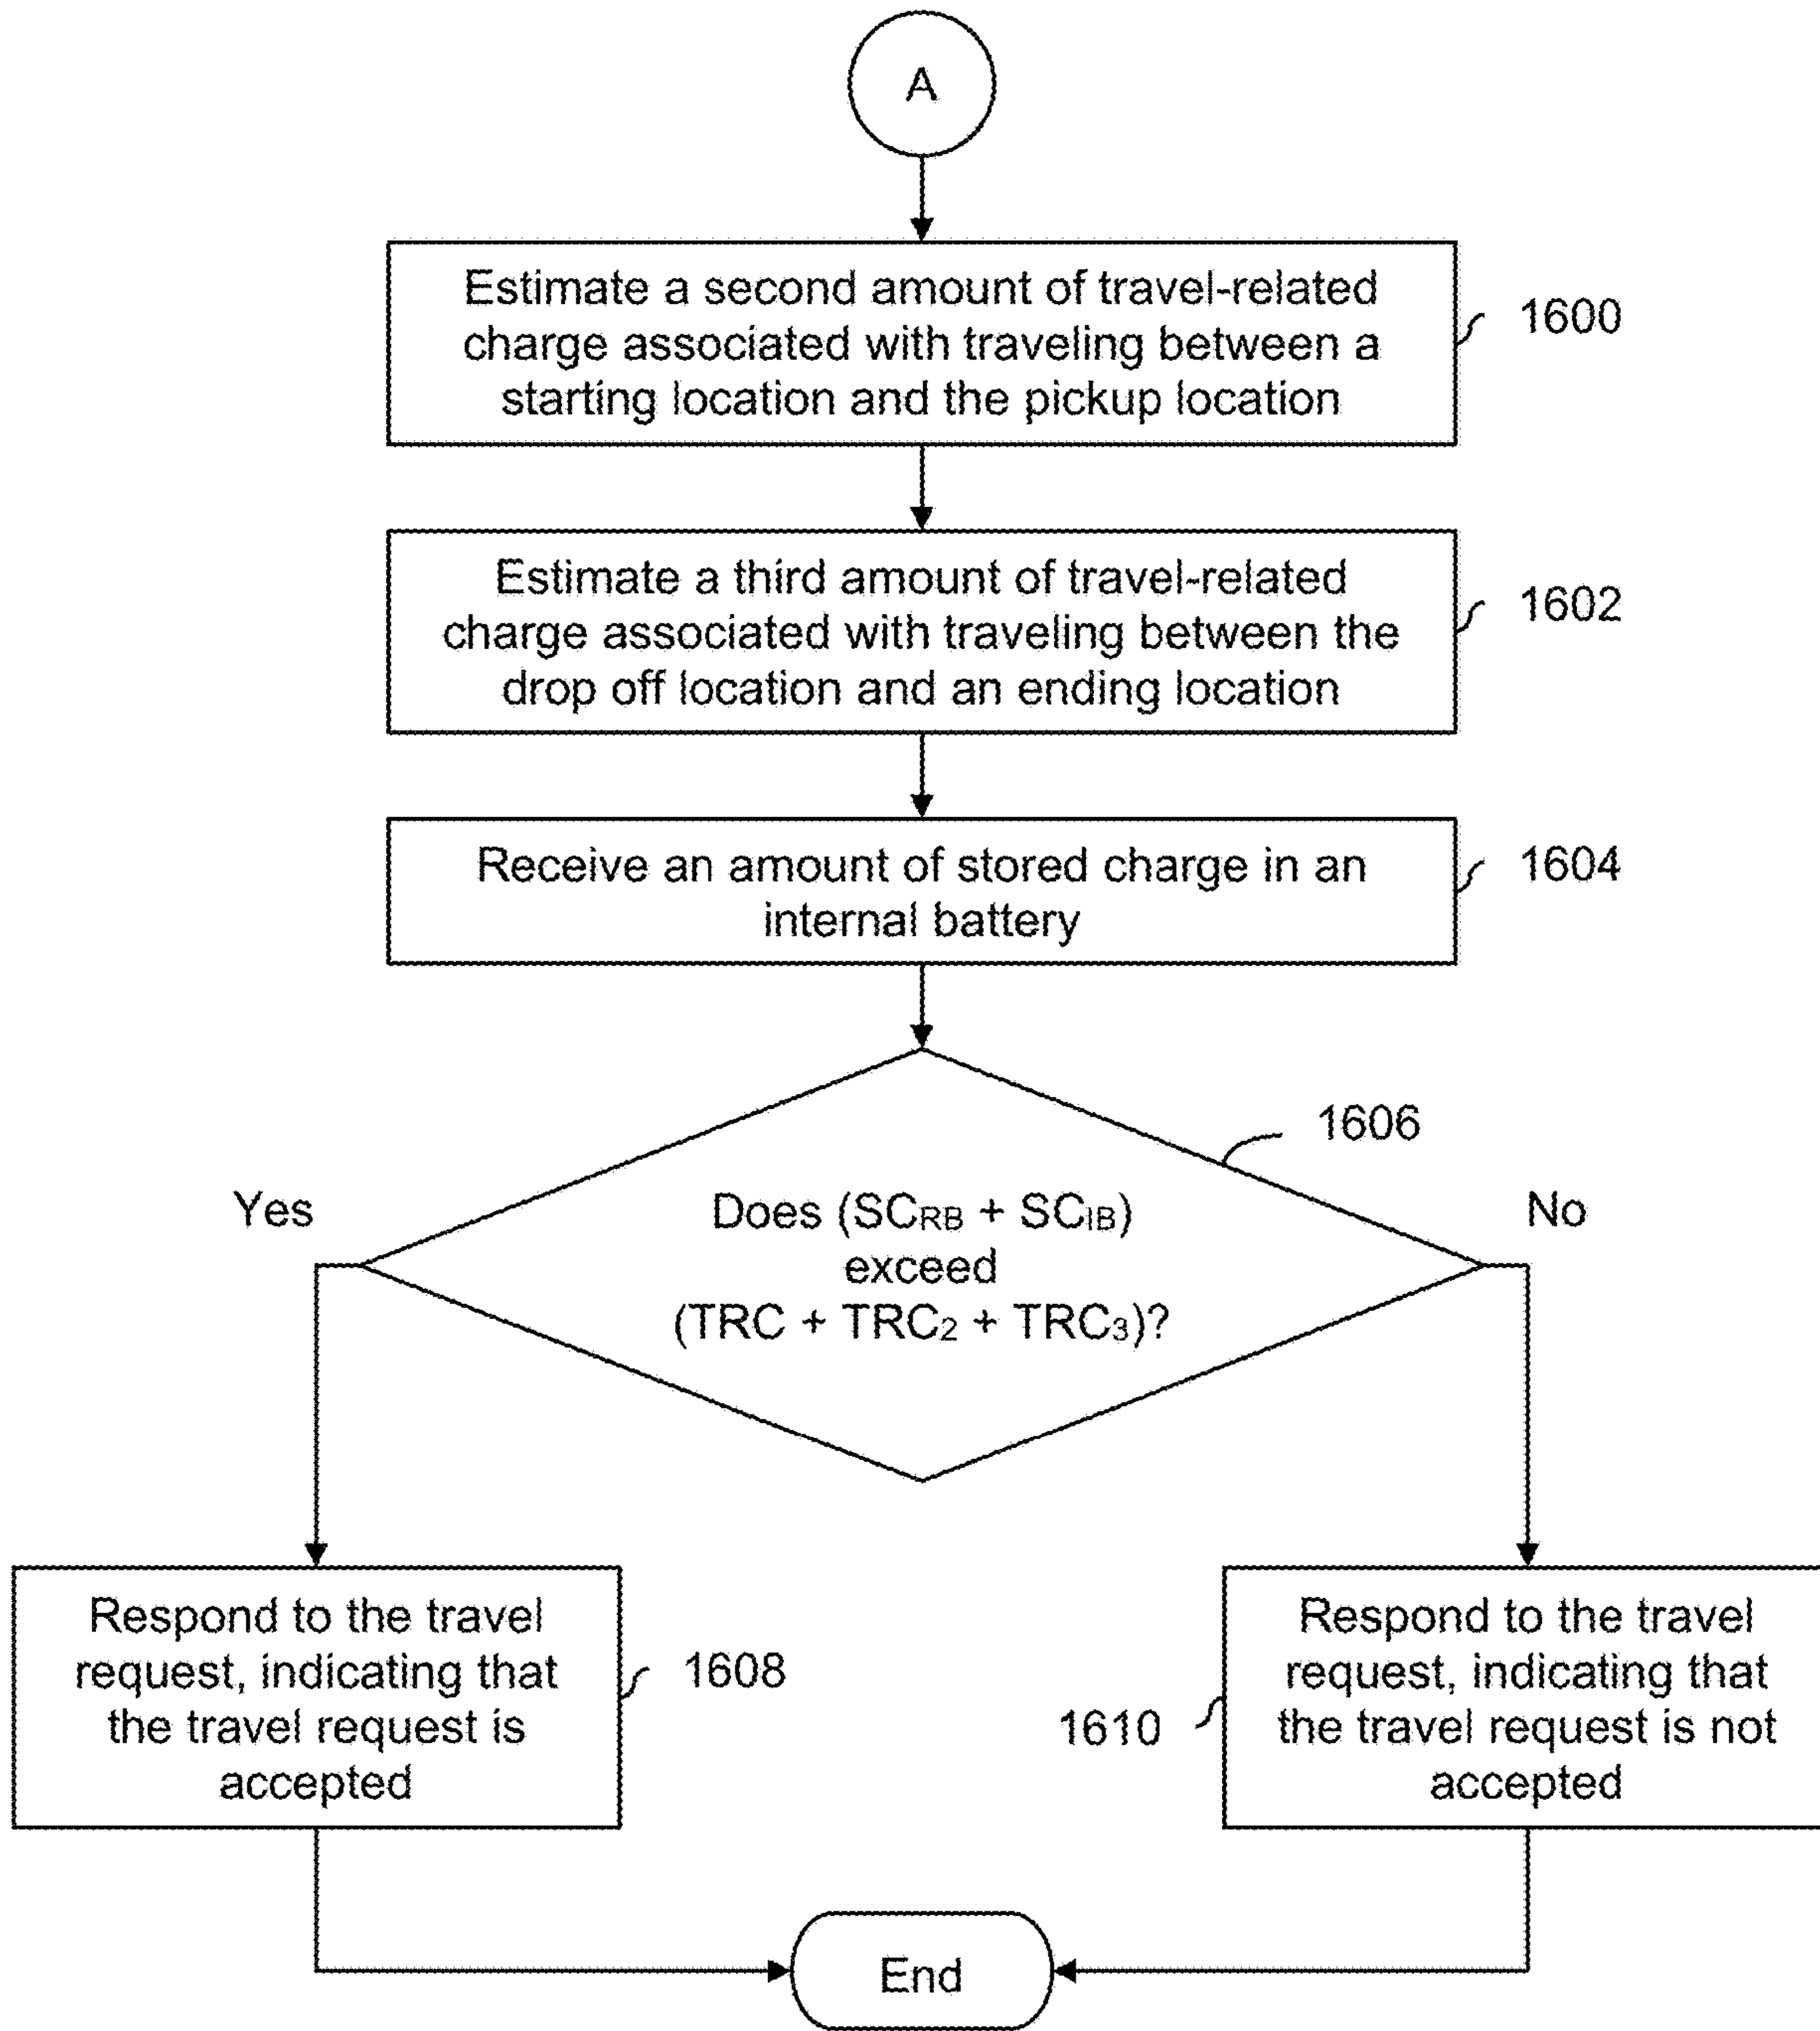 A
Estimate a second amount of travel-related
charge associated with traveling between a
starting location and the pickup location
1600
Estimate a third amount of travel-related
charge associated with traveling between the
drop off location and an ending location
1602
Receive an amount of stored charge in an
internal battery
1604
1606
Yes
No
Does (SCRB + SCIB)
exceed
(TRC + TRC2 + TRC3)?
Respond to the travel
request, indicating that
the travel request is
accepted
1608
Respond to the travel
request, indicating that
the travel request is not
accepted
1610
End